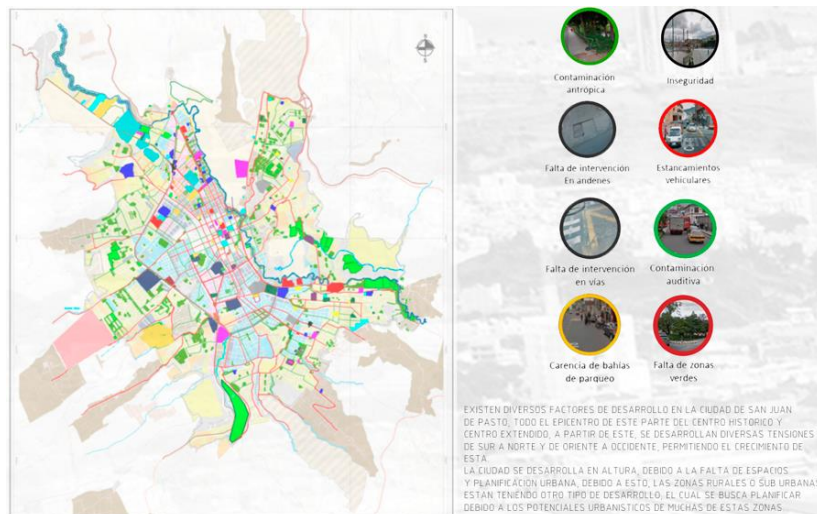 Contaminación
antrópica
Inseguridad
Falta de intervención
En andenes
Estancamientos
vehiculares
Falta de intervención
en vías
Contaminación
auditiva
Carencia de bahías
de parqueo
Falta de zonas
verdes
EXISTEN DIVERSOS FACTORES DE DESARROLLO EN LA CIUDAD DE SAN JUAN
DE PASTO, TODO EL EPICENTRO DE ESTE PARTE DEL CENTRO HISTORICO Y
CENTRO EXTENDIDO, A PARTIR DE ESTE, SE DESARROLLAN DIVERSAS TENSIONES
DE SUR A NORTE Y DE ORIENTE A OCCIDENTE, PERMITIENDO EL CRECIMIENTO DE
ESTA.
LA CIUDAD SE DESARROLLA EN ALTURA, DEBIDO A LA FALTA DE ESPACIOS
Y PLANIFICACIÓN URBANA, DEBIDO A ESTO, LAS ZONAS RURALES O SUB URBANAS
ESTAN TENIENDO OTRO TIPO DE DESARROLLO, EL CUAL SE BUSCA PLANIFICAR
DEBIDO A LOS POTENCIALES URBANISTICOS DE MUCHAS DE ESTAS ZONAS.